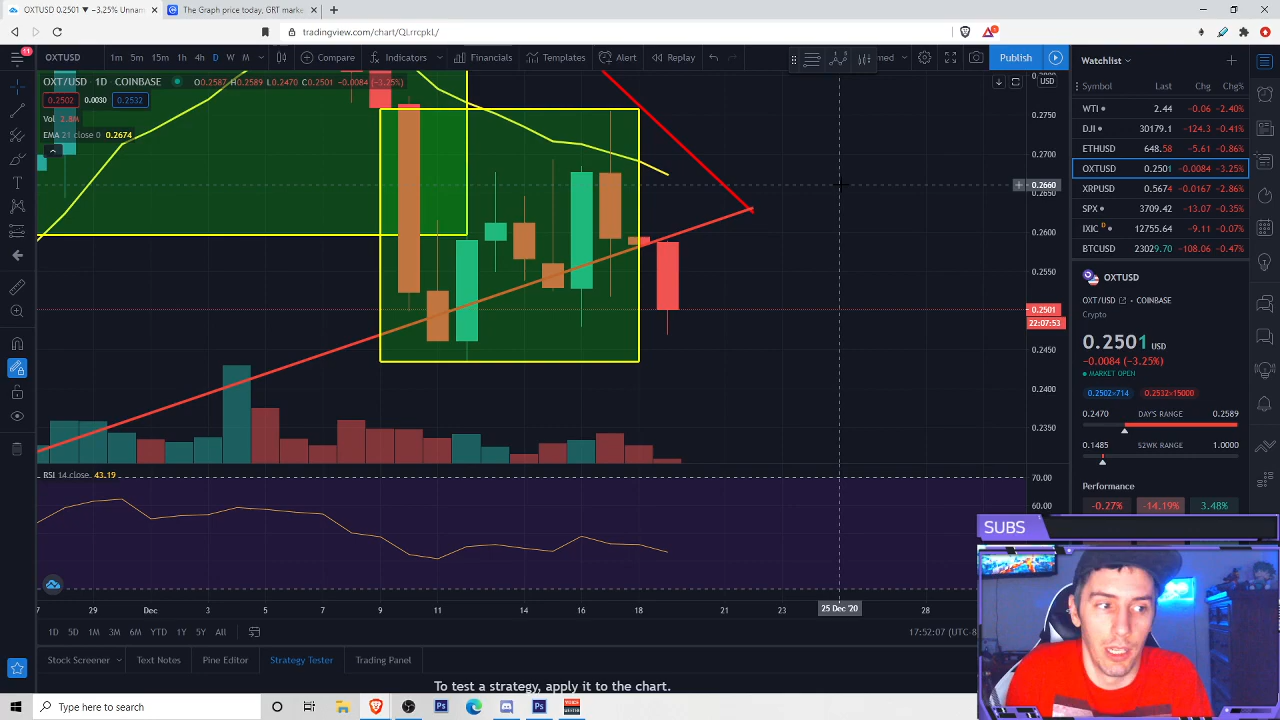 OXTUSD 0.2501 ▼ −3.25% Unnam
The Graph price today, GRT marke
tradingview.com/chart/QLrrcpkL/
11
OXTUSD
1m 5m 15m 1h 4h D W M
Compare
Indicators
Financials
Templates
Alert
Replay
med
Publish
OXT/USD 1D COINBASE
O0.2587 H0.2589 L0.2470 C0.2501 −0.0084 (−3.25%)
0.2502 0.0030 0.2532
Vol 2.8M
EMA 21 close 0 0.2674
USD
0.2750
0.2700
0.2660
0.2650
0.2600
0.2550
0.2501
22:07:53
0.2450
0.2400
0.2350
RSI 14 close 43.19
70.00
60.00
7 29 Dec 3 5 7 9 11 14 16 18 21 23 25 Dec '20 28
1D 5D 1M 3M 6M YTD 1Y 5Y All
17:52:07 (UTC-8
Stock Screener
Text Notes
Pine Editor
Strategy Tester
Trading Panel
To test a strategy, apply it to the chart.
Watchlist
Symbol Last Chg Chg%
WTI 2.44 −0.06 −2.40%
DJI 30179.1 −124.3 −0.41%
ETHUSD 648.58 −5.61 −0.86%
OXTUSD 0.2501 −0.0084 −3.25%
XRPUSD 0.5674 −0.0167 −2.86%
SPX 3709.42 −13.07 −0.35%
IXIC D 12755.64 −9.11 −0.07%
BTCUSD 23029.70 −108.06 −0.47%
OXTUSD
OXT/USD • COINBASE
Crypto
0.2501 USD
−0.0084 (−3.25%)
MARKET OPEN
0.2502×714 0.2532×15000
0.2470 DAY'S RANGE 0.2589
0.1485 52WK RANGE 1.0000
Performance
−0.27% −14.19% 3.48%
SUBS
Type here to search